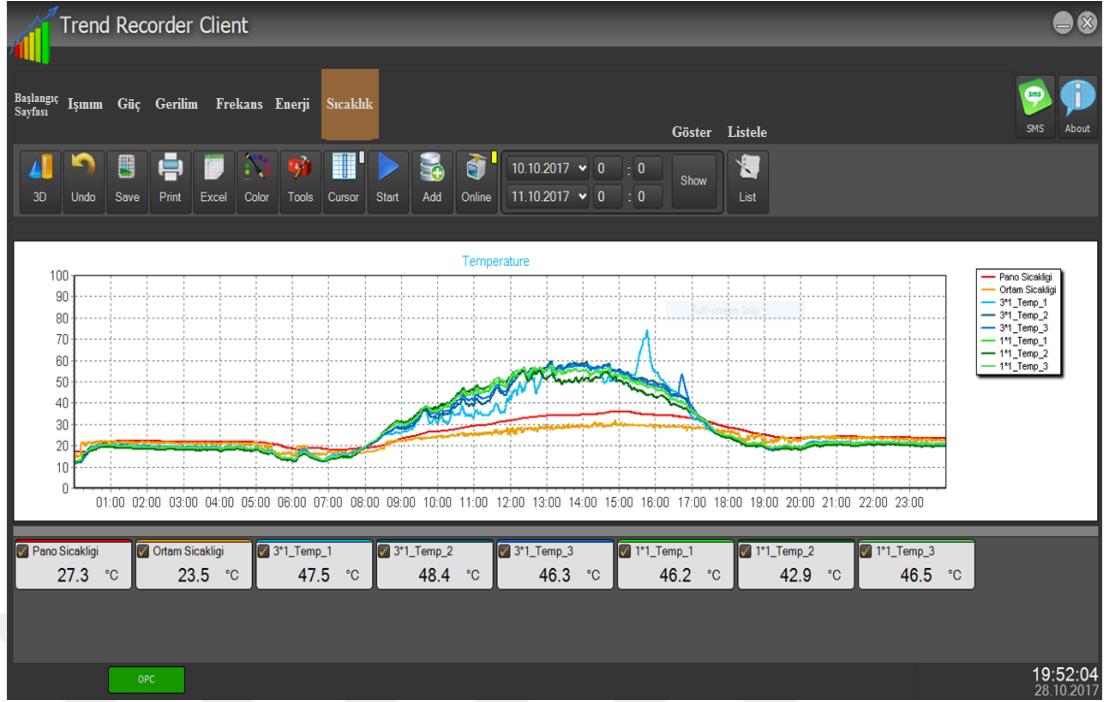 Trend Recorder Client
Başlangıç Sayfası
Işınım Güç Gerilim Frekans Enerji Sıcaklık
Göster Listele
SMS About
sms
3D Undo Save Print Excel Color Tools Cursor Start Add Online
10.10.2017 0 : 0
11.10.2017 0 : 0
Show
List
Temperature
100
90
80
70
60
50
40
30
20
10
0
01:00 02:00 03:00 04:00 05:00 06:00 07:00 08:00 09:00 10:00 11:00 12:00 13:00 14:00 15:00 16:00 17:00 18:00 19:00 20:00 21:00 22:00 23:00
Full-screen Snip
Pano Sicakligi
Ortam Sicakligi
3*1_Temp_1
3*1_Temp_2
3*1_Temp_3
1*1_Temp_1
1*1_Temp_2
1*1_Temp_3
Pano Sicakligi
27.3 °C
Ortam Sicakligi
23.5 °C
3*1_Temp_1
47.5 °C
3*1_Temp_2
48.4 °C
3*1_Temp_3
46.3 °C
1*1_Temp_1
46.2 °C
1*1_Temp_2
42.9 °C
1*1_Temp_3
46.5 °C
OPC
19:52:04
28.10.2017